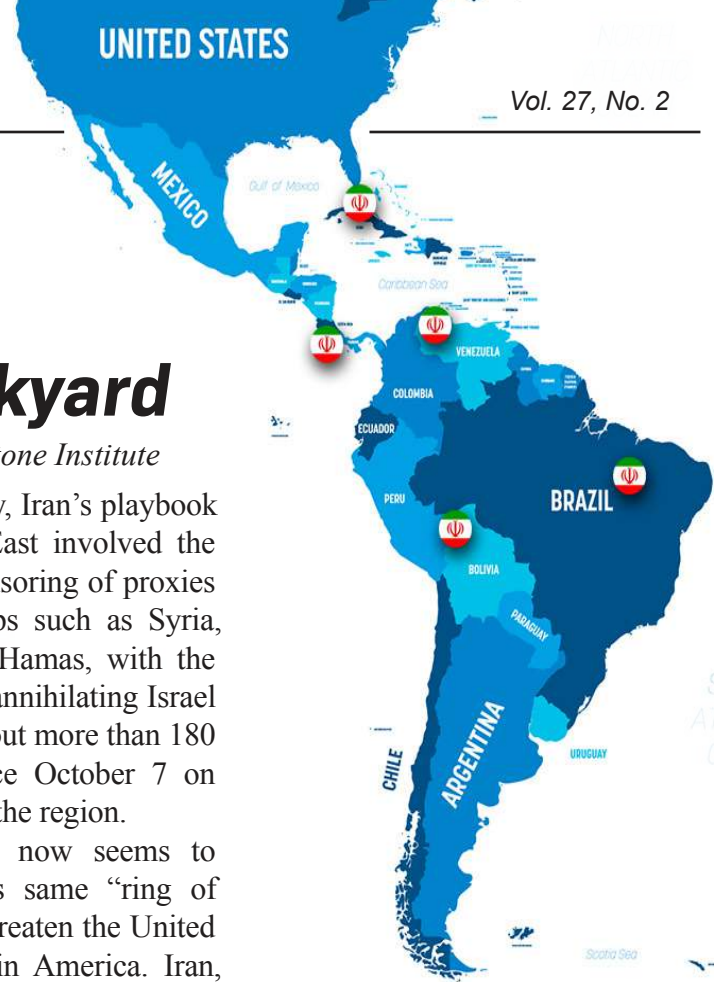 UNITED STATES
Vol. 27, No. 2
MEXICO
Gulf of Mexico
Caribbean Sea
VENEZUELA
kyard
COLOMBIA
ECUADOR
one Institute
PERU
BRAZIL
y, Iran’s playbook
East involved the
soring of proxies
ps such as Syria,
Hamas, with the
annihilating Israel
out more than 180
ce October 7 on
the region.
now seems to
s same “ring of
reaten the United
in America. Iran,
BOLIVIA
PARAGUAY
ARGENTINA
CHILE
URUGUAY
Scotia Sea